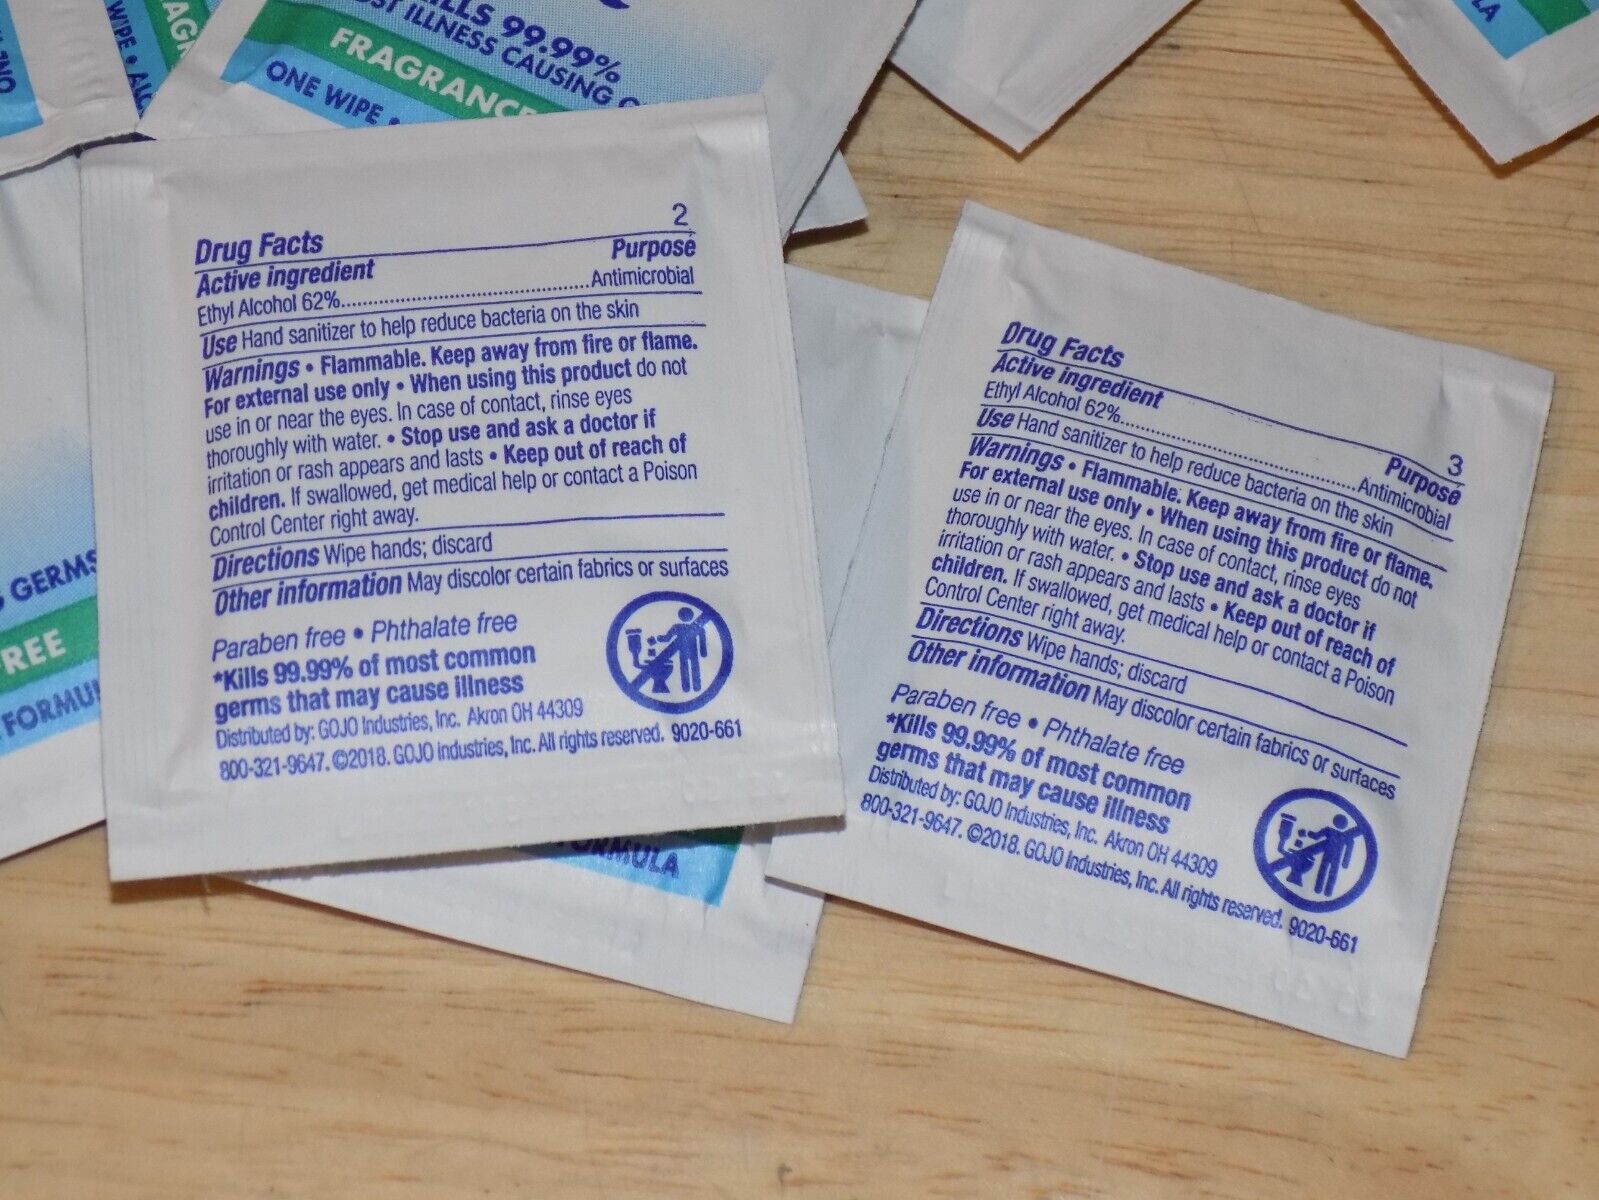 ONE
WIPE • ALC
FRAG
KILLS 99.99%
ST ILLNESS CAUSING G
FRAGRANCE
ONE WIPE •
LA
GERMS
FREE
FORMU
2
Drug Facts
Active ingredient Purpose
Ethyl Alcohol 62%..........................................Antimicrobial
Use Hand sanitizer to help reduce bacteria on the skin
Warnings • Flammable. Keep away from fire or flame.
For external use only • When using this product do not
use in or near the eyes. In case of contact, rinse eyes
thoroughly with water. • Stop use and ask a doctor if
irritation or rash appears and lasts • Keep out of reach of
children. If swallowed, get medical help or contact a Poison
Control Center right away.
Directions Wipe hands; discard
Other information May discolor certain fabrics or surfaces
Paraben free • Phthalate free
*Kills 99.99% of most common
germs that may cause illness
Distributed by: GOJO Industries, Inc. Akron OH 44309
800-321-9647. ©2018. GOJO Industries, Inc. All rights reserved. 9020-661
FORMULA
3
Drug Facts
Active ingredient Purpose
Ethyl Alcohol 62%..........................................Antimicrobial
Use Hand sanitizer to help reduce bacteria on the skin
Warnings • Flammable. Keep away from fire or flame.
For external use only • When using this product do not
use in or near the eyes. In case of contact, rinse eyes
thoroughly with water. • Stop use and ask a doctor if
irritation or rash appears and lasts • Keep out of reach of
children. If swallowed, get medical help or contact a Poison
Control Center right away.
Directions Wipe hands; discard
Other information May discolor certain fabrics or surfaces
Paraben free • Phthalate free
*Kills 99.99% of most common
germs that may cause illness
Distributed by: GOJO Industries, Inc. Akron OH 44309
800-321-9647. ©2018. GOJO Industries, Inc. All rights reserved. 9020-661